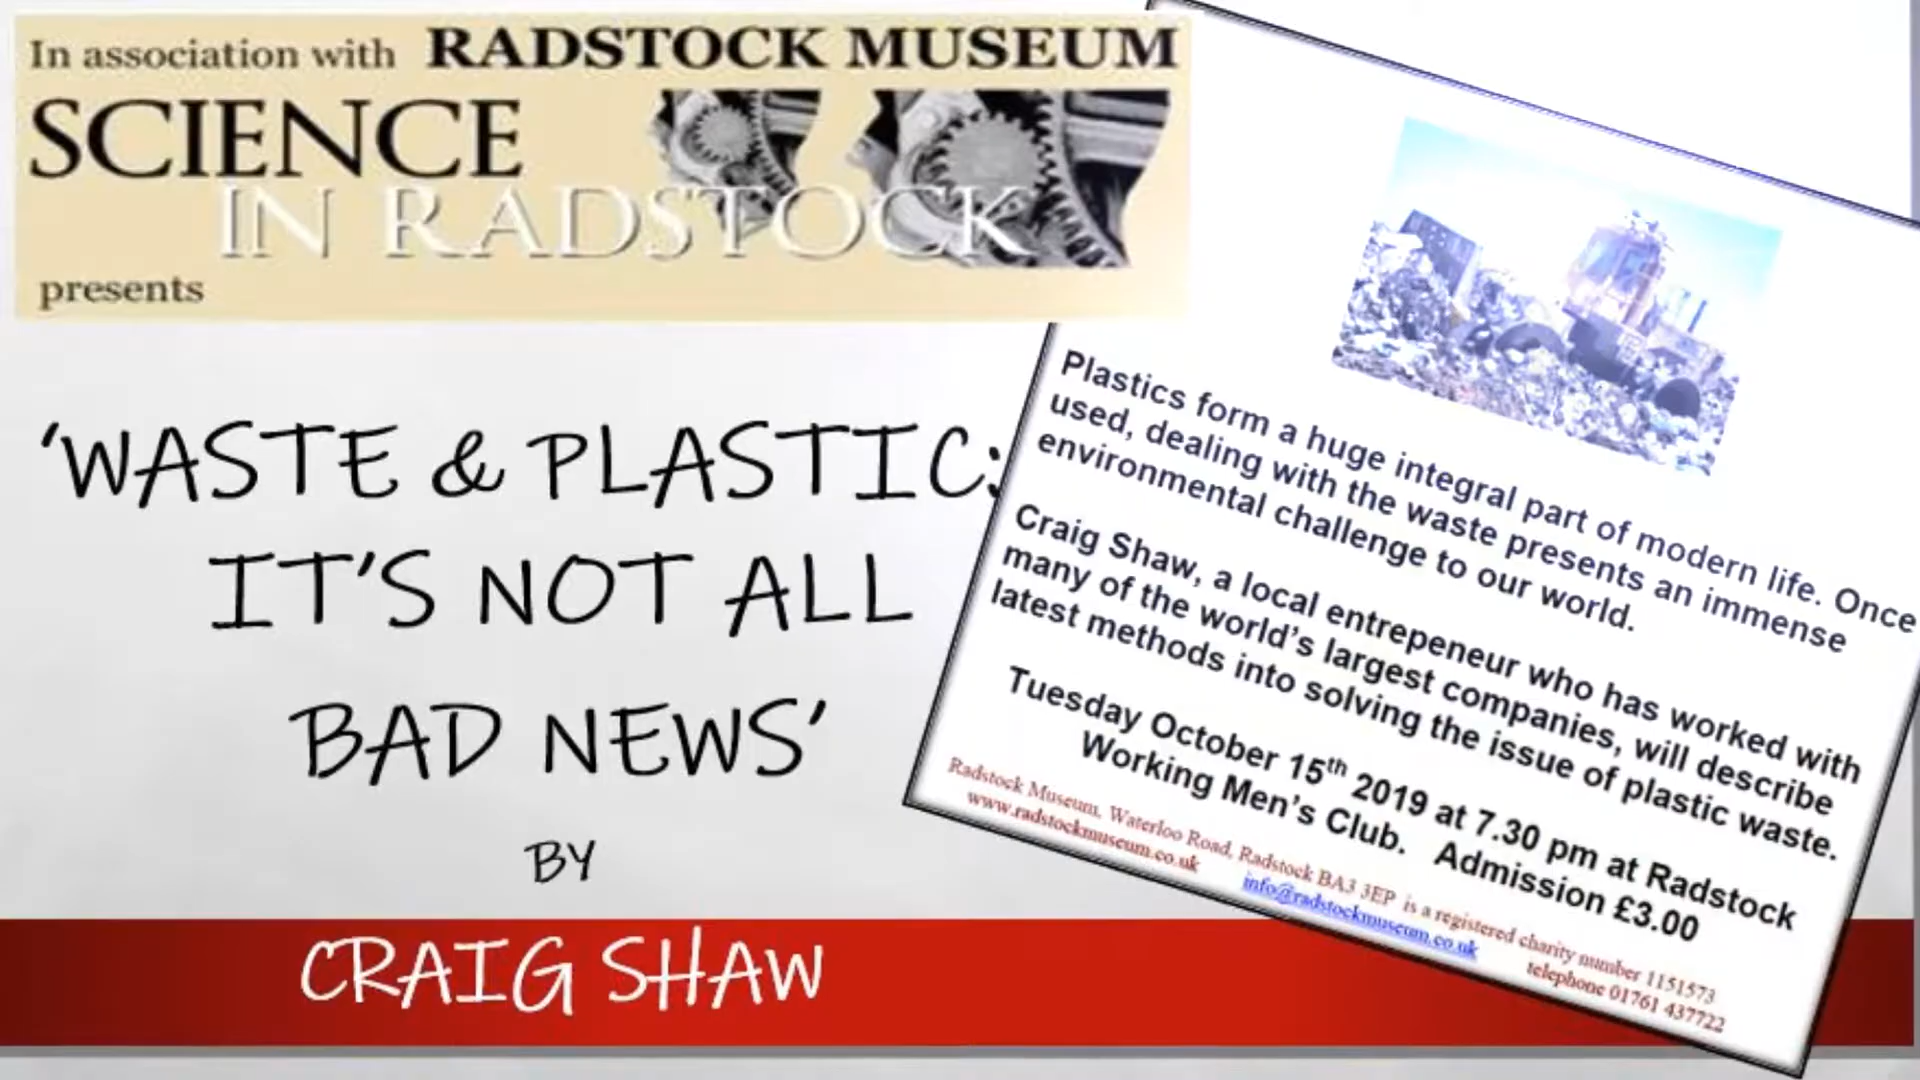 In association with RADSTOCK MUSEUM
SCIENCE
IN RADSTOCK
presents
‘WASTE & PLASTIC:
IT’S NOT ALL
BAD NEWS’
BY
CRAIG SHAW
Plastics form a huge integral part of modern life. Once
used, dealing with the waste presents an immense
environmental challenge to our world.
Craig Shaw, a local entrepeneur who has worked with
many of the world’s largest companies, will describe
latest methods into solving the issue of plastic waste.
Tuesday October 15th 2019 at 7.30 pm at Radstock
Working Men’s Club. Admission £3.00
Radstock Museum, Waterloo Road, Radstock BA3 3EP is a registered charity number 1151573
www.radstockmuseum.co.uk info@radstockmuseum.co.uk telephone 01761 437722